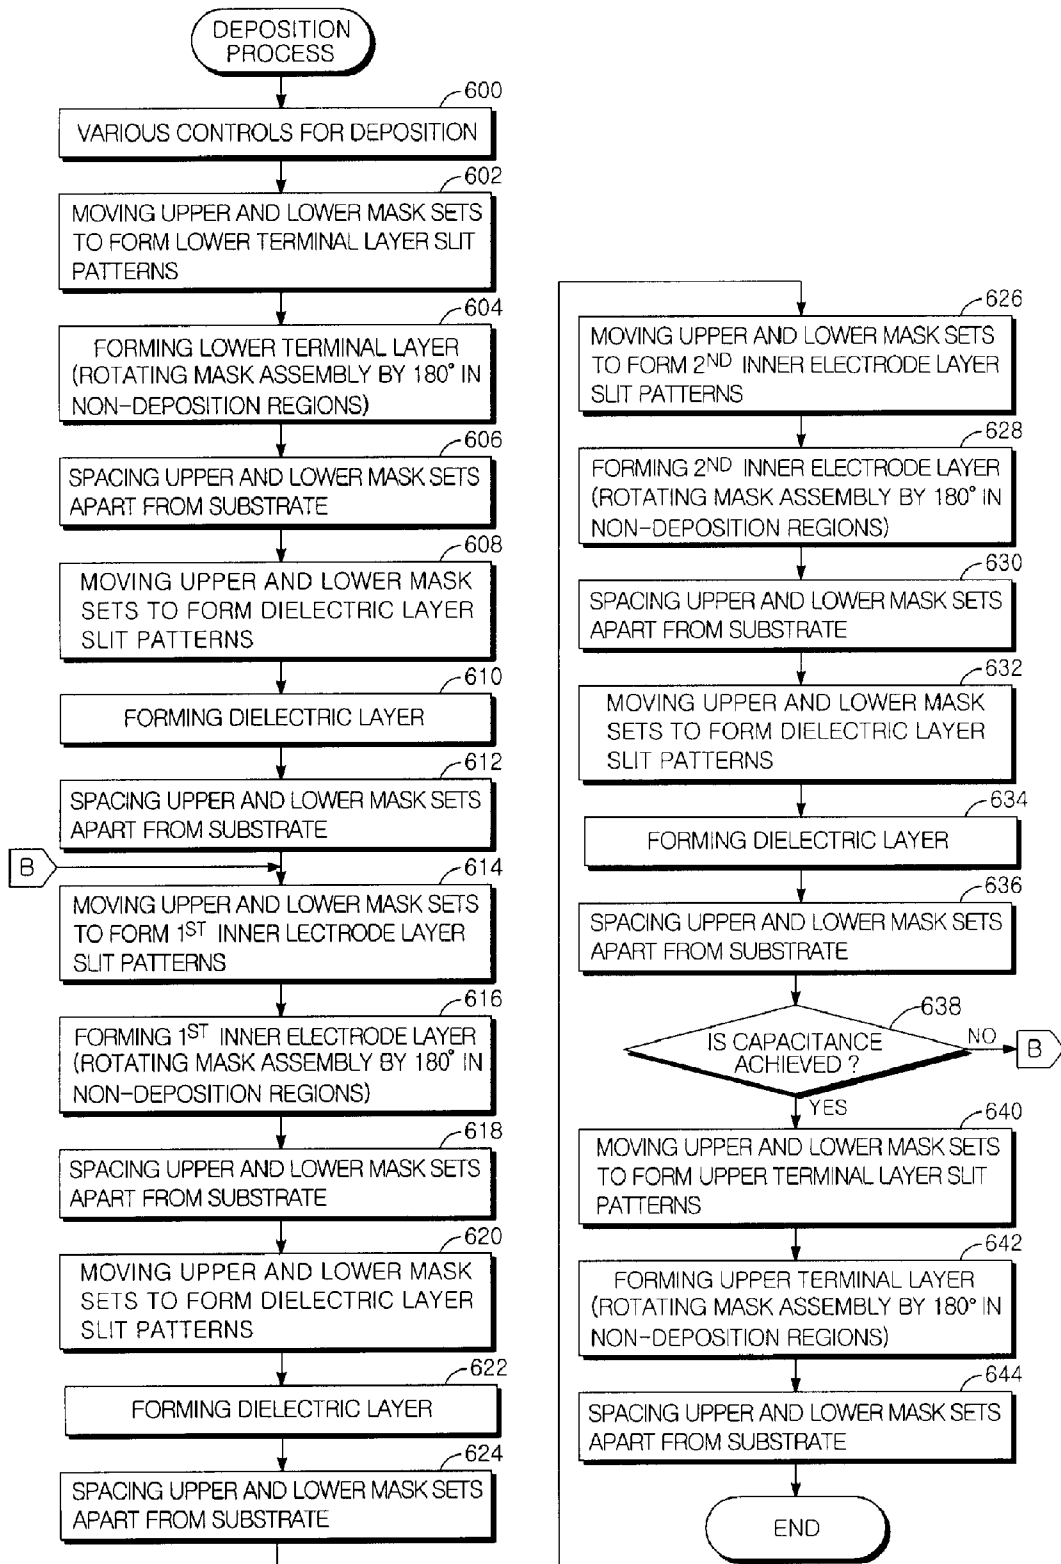 DEPOSITION
PROCESS
600
VARIOUS CONTROLS FOR DEPOSITION
602
MOVING UPPER AND LOWER MASK SETS
TO FORM LOWER TERMINAL LAYER SLIT
PATTERNS
604
FORMING LOWER TERMINAL LAYER
(ROTATING MASK ASSEMBLY BY 180° IN
NON-DEPOSITION REGIONS)
606
SPACING UPPER AND LOWER MASK SETS
APART FROM SUBSTRATE
608
MOVING UPPER AND LOWER MASK
SETS TO FORM DIELECTRIC LAYER
SLIT PATTERNS
610
FORMING DIELECTRIC LAYER
612
SPACING UPPER AND LOWER MASK SETS
APART FROM SUBSTRATE
B
614
MOVING UPPER AND LOWER MASK SETS
TO FORM 1ST INNER LECTRODE LAYER
SLIT PATTERNS
616
FORMING 1ST INNER ELECTRODE LAYER
(ROTATING MASK ASSEMBLY BY 180° IN
NON-DEPOSITION REGIONS)
618
SPACING UPPER AND LOWER MASK SETS
APART FROM SUBSTRATE
620
MOVING UPPER AND LOWER MASK
SETS TO FORM DIELECTRIC LAYER
SLIT PATTERNS
622
FORMING DIELECTRIC LAYER
624
SPACING UPPER AND LOWER MASK SETS
APART FROM SUBSTRATE
626
MOVING UPPER AND LOWER MASK SETS
TO FORM 2ND INNER ELECTRODE LAYER
SLIT PATTERNS
628
FORMING 2ND INNER ELECTRODE LAYER
(ROTATING MASK ASSEMBLY BY 180° IN
NON-DEPOSITION REGIONS)
630
SPACING UPPER AND LOWER MASK SETS
APART FROM SUBSTRATE
632
MOVING UPPER AND LOWER MASK
SETS TO FORM DIELECTRIC LAYER
SLIT PATTERNS
634
FORMING DIELECTRIC LAYER
636
SPACING UPPER AND LOWER MASK SETS
APART FROM SUBSTRATE
638
IS CAPACITANCE
ACHIEVED ?
NO
B
YES
640
MOVING UPPER AND LOWER MASK SETS
TO FORM UPPER TERMINAL LAYER SLIT
PATTERNS
642
FORMING UPPER TERMINAL LAYER
(ROTATING MASK ASSEMBLY BY 180° IN
NON-DEPOSITION REGIONS)
644
SPACING UPPER AND LOWER MASK SETS
APART FROM SUBSTRATE
END